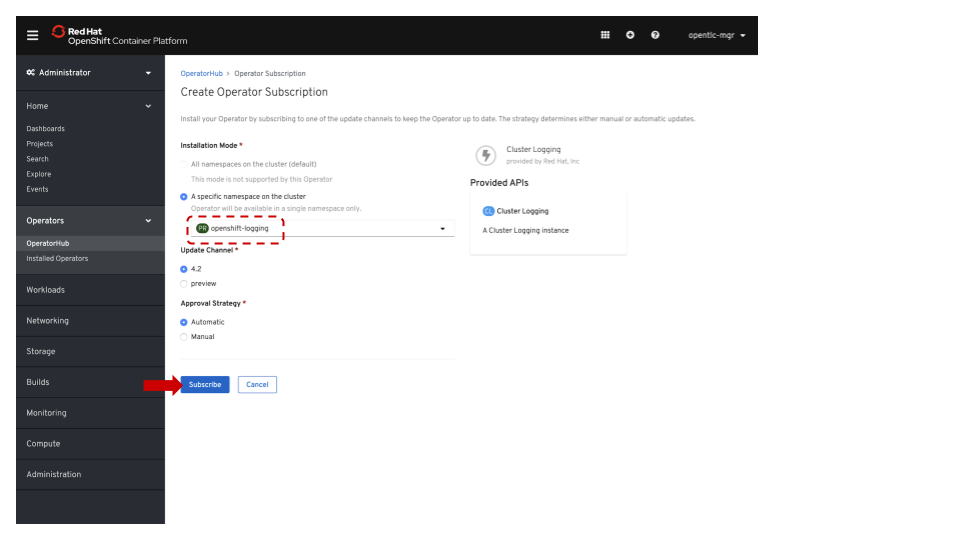 Red Hat
OpenShift Container Platform
opentlc-mgr
Administrator
Home
Dashboards
Projects
Search
Explore
Events
Operators
OperatorHub
Installed Operators
Workloads
Networking
Storage
Builds
Monitoring
Compute
Administration
OperatorHub > Operator Subscription
Create Operator Subscription
Install your Operator by subscribing to one of the update channels to keep the Operator up to date. The strategy determines either manual or automatic updates.
Installation Mode *
All namespaces on the cluster (default)
This mode is not supported by this Operator
A specific namespace on the cluster
Operator will be available in a single namespace only.
PR openshift-logging
Update Channel *
4.2
preview
Approval Strategy *
Automatic
Manual
Subscribe
Cancel
Cluster Logging
provided by Red Hat, Inc
Provided APIs
CL Cluster Logging
A Cluster Logging instance